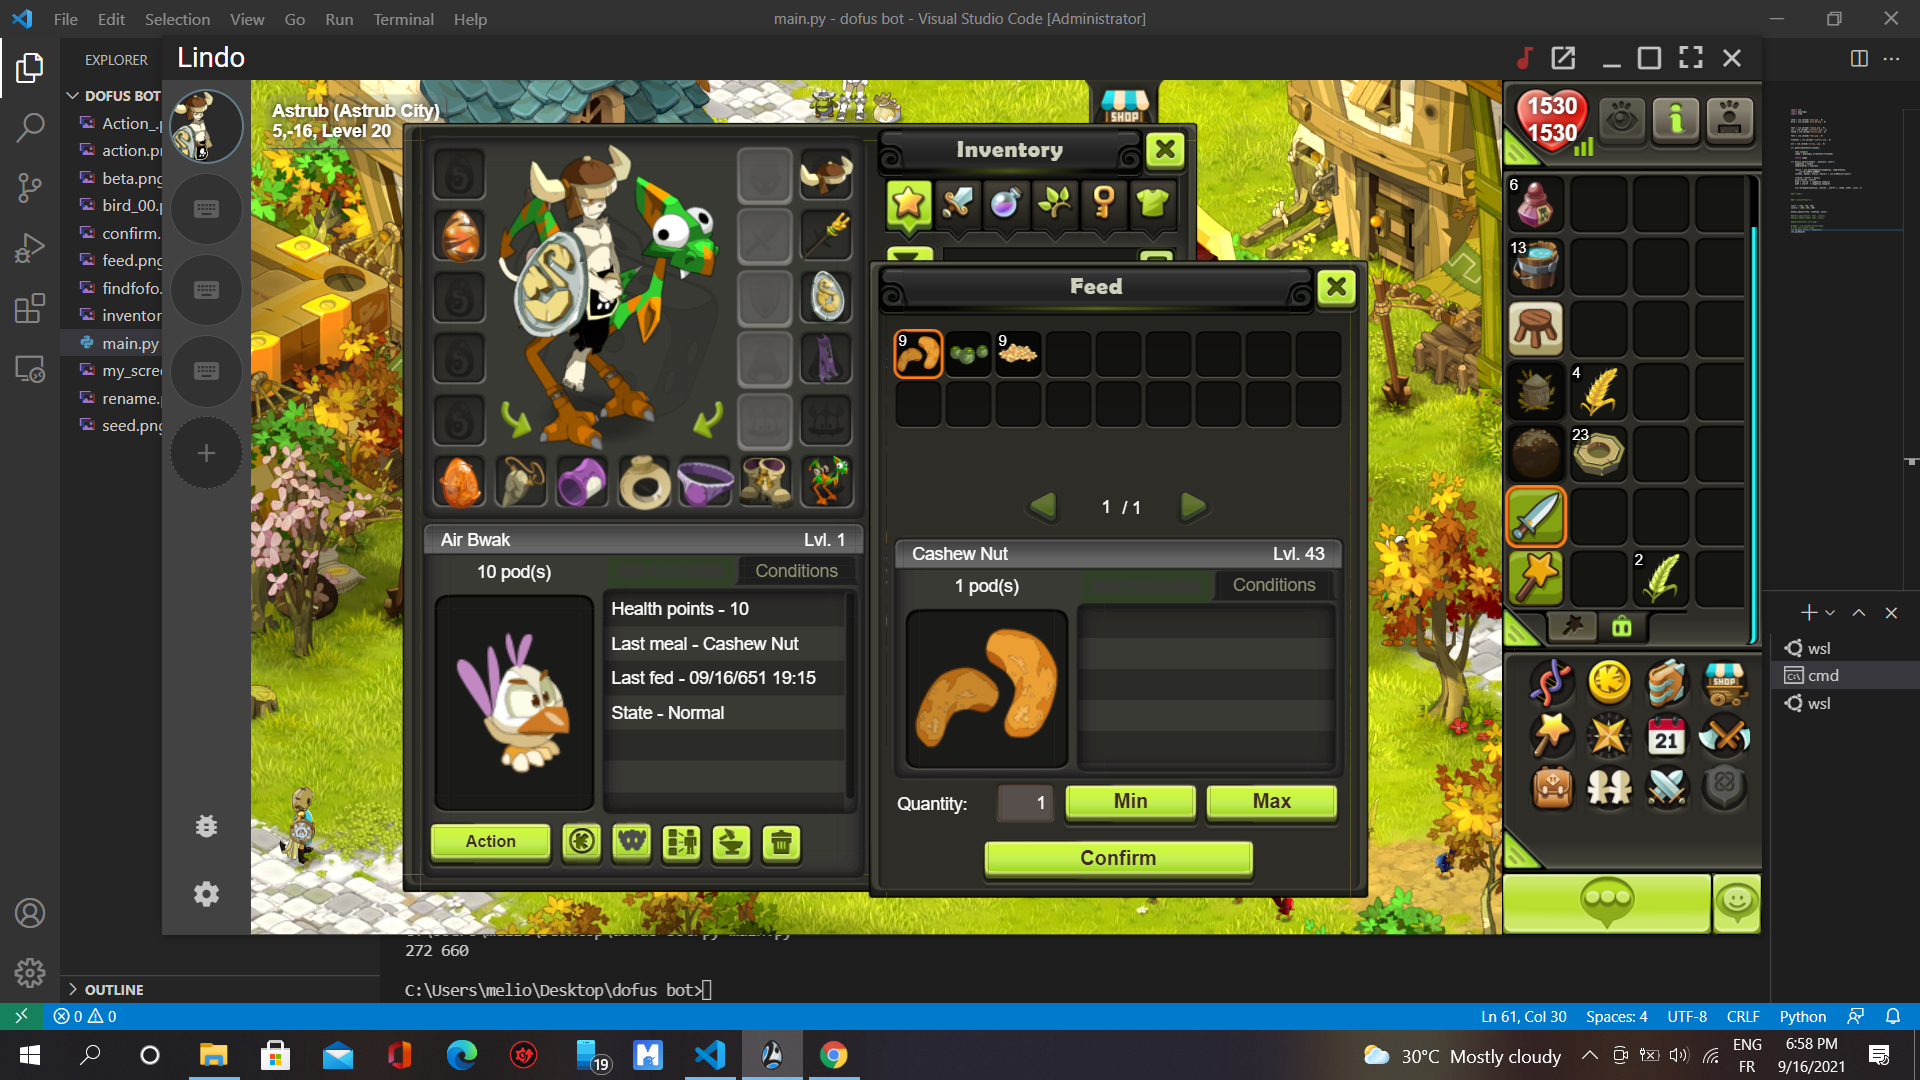 File Edit Selection View Go Run Terminal Help
main.py - dofus bot - Visual Studio Code [Administrator]
EXPLORER
DOFUS BOT
Action_.p
action.pn
beta.png
bird_00.p
confirm.
feed.png
findfofo.
inventor
main.py
my_scree
rename.p
seed.png
OUTLINE
Lindo
Astrub (Astrub City)
5,-16, Level 20
SHOP
Inventory
Feed
9
9
1 / 1
Air Bwak Lvl. 1
10 pod(s)
Conditions
Health points - 10
Last meal - Cashew Nut
Last fed - 09/16/651 19:15
State - Normal
Action
Cashew Nut Lvl. 43
1 pod(s)
Conditions
Quantity: 1 Min Max
Confirm
1530
1530
6
13
4
23
2
SHOP
21
wsl
cmd
wsl
272 660
C:\Users\melio\Desktop\dofus bot>
0 0
Ln 61, Col 30 Spaces: 4 UTF-8 CRLF Python
19
30°C Mostly cloudy
ENG
FR
6:58 PM
9/16/2021